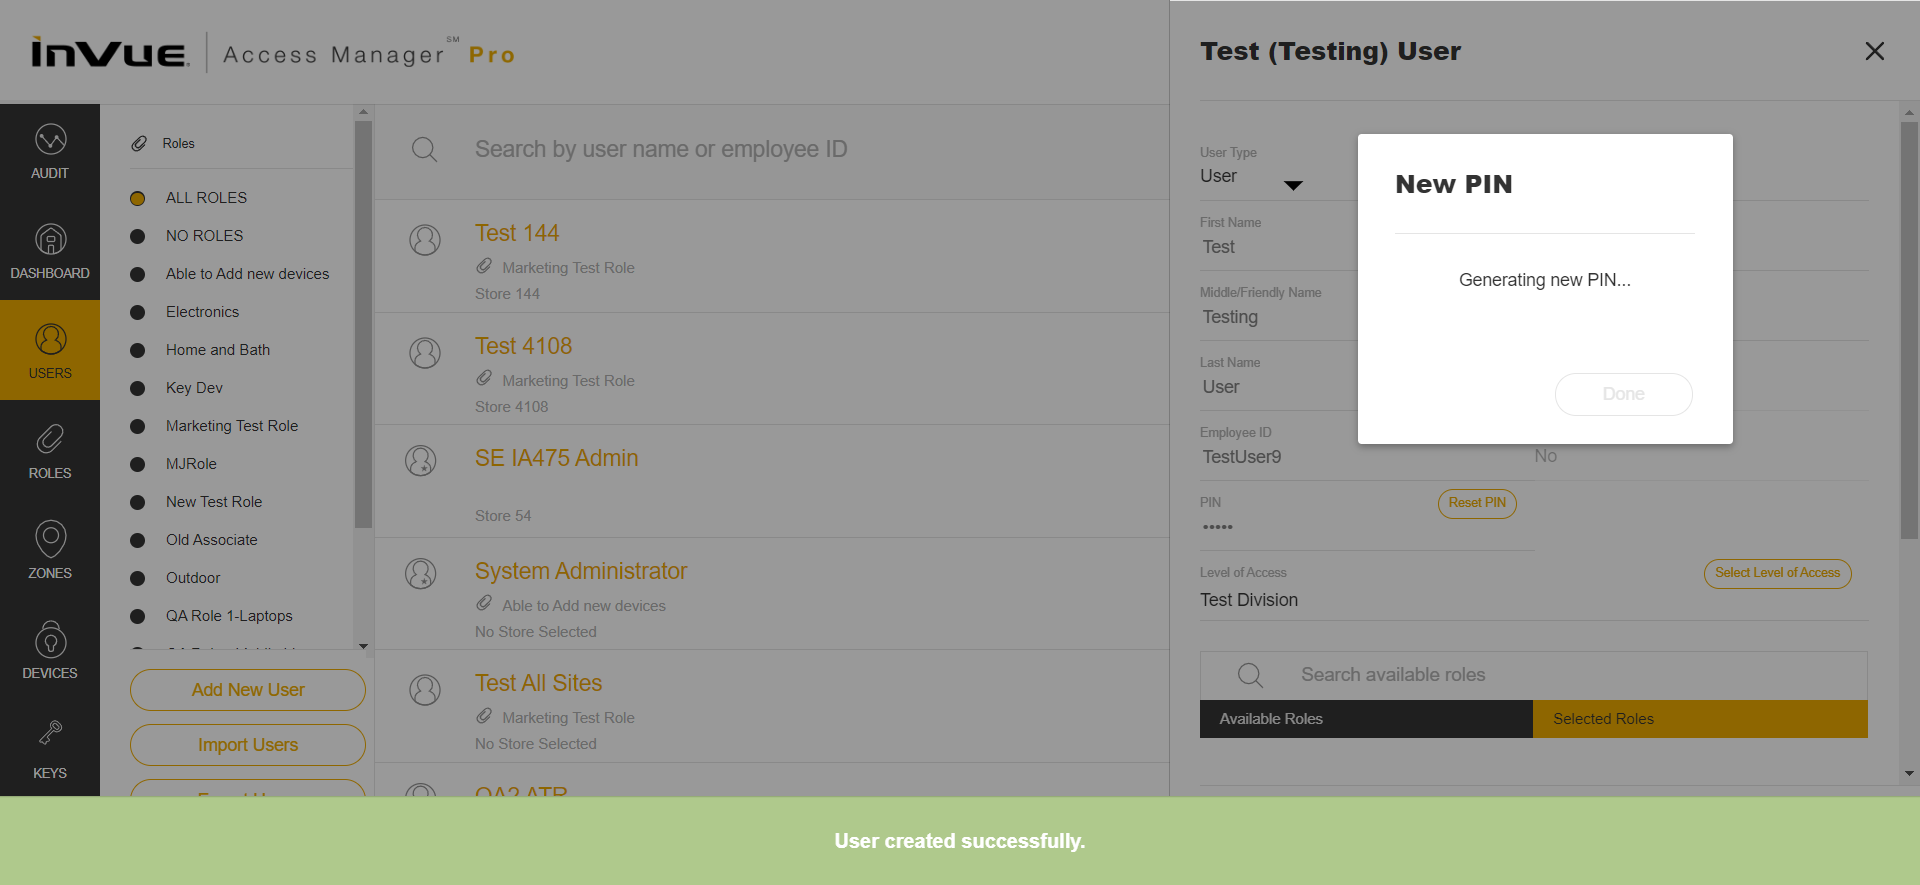 inVue Access Manager SM Pro
AUDIT
DASHBOARD
USERS
ROLES
ZONES
DEVICES
KEYS
Roles
ALL ROLES
NO ROLES
Able to Add new devices
Electronics
Home and Bath
Key Dev
Marketing Test Role
MJRole
New Test Role
Old Associate
Outdoor
QA Role 1-Laptops
Add New User
Import Users
Search by user name or employee ID
Test 144
Marketing Test Role
Store 144
Test 4108
Marketing Test Role
Store 4108
SE IA475 Admin
Store 54
System Administrator
Able to Add new devices
No Store Selected
Test All Sites
Marketing Test Role
No Store Selected
QA2 ATR
Test (Testing) User
User Type
User
First Name
Test
Middle/Friendly Name
Testing
Last Name
User
Employee ID
TestUser9
No
PIN
•••••
Reset PIN
Level of Access
Test Division
Select Level of Access
Search available roles
Available Roles
Selected Roles
New PIN
Generating new PIN...
Done
User created successfully.